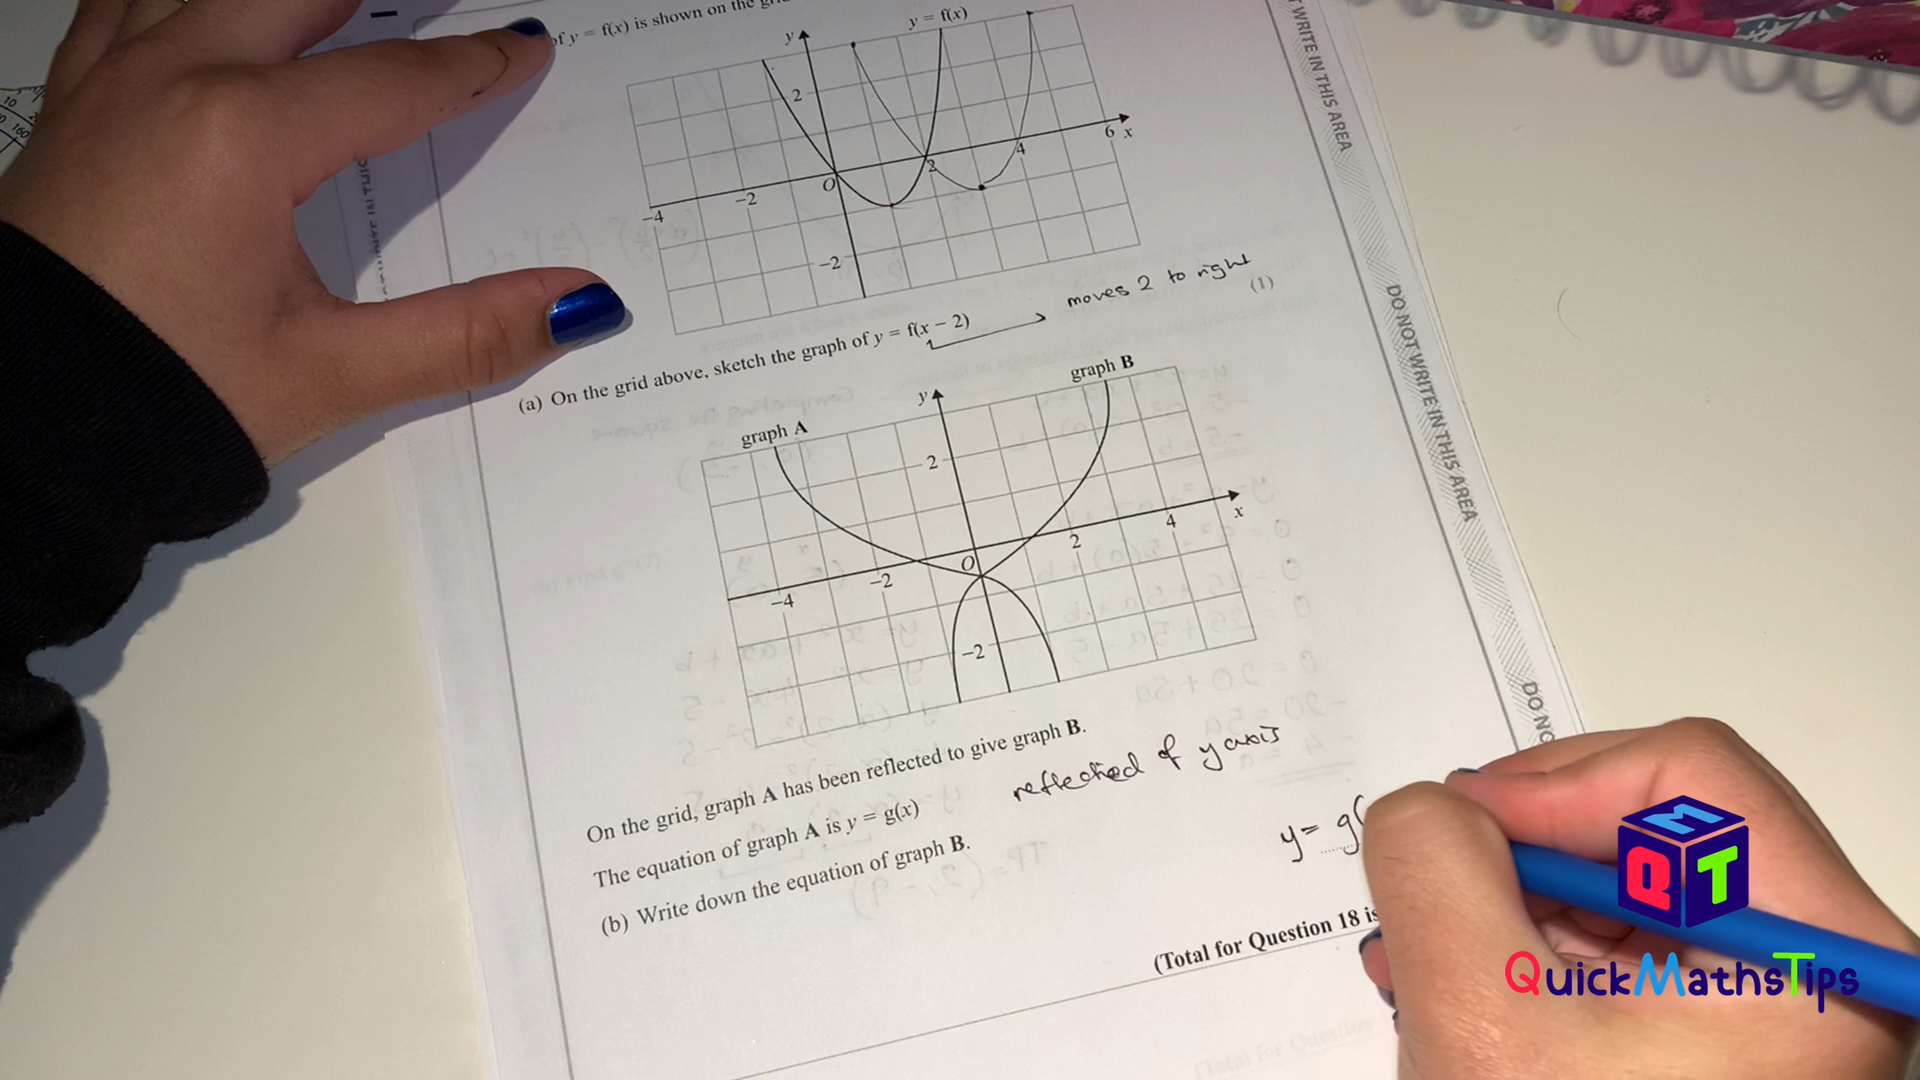 of y = f(x) is shown on the
y = f(x)
y
2
O
2
4
6 x
-4
-2
-2
moves 2 to right
(1)
(a) On the grid above, sketch the graph of y = f(x − 2)
graph B
graph A
y
2
O
2
4
x
-4
-2
-2
On the grid, graph A has been reflected to give graph B.
reflected of y axis
The equation of graph A is y = g(x)
y = g(
(b) Write down the equation of graph B.
(Total for Question 18 is
T WRITE IN THIS AREA
DO NOT WRITE IN THIS AREA
DO NO
10
160
M
Q T
QuickMathsTips